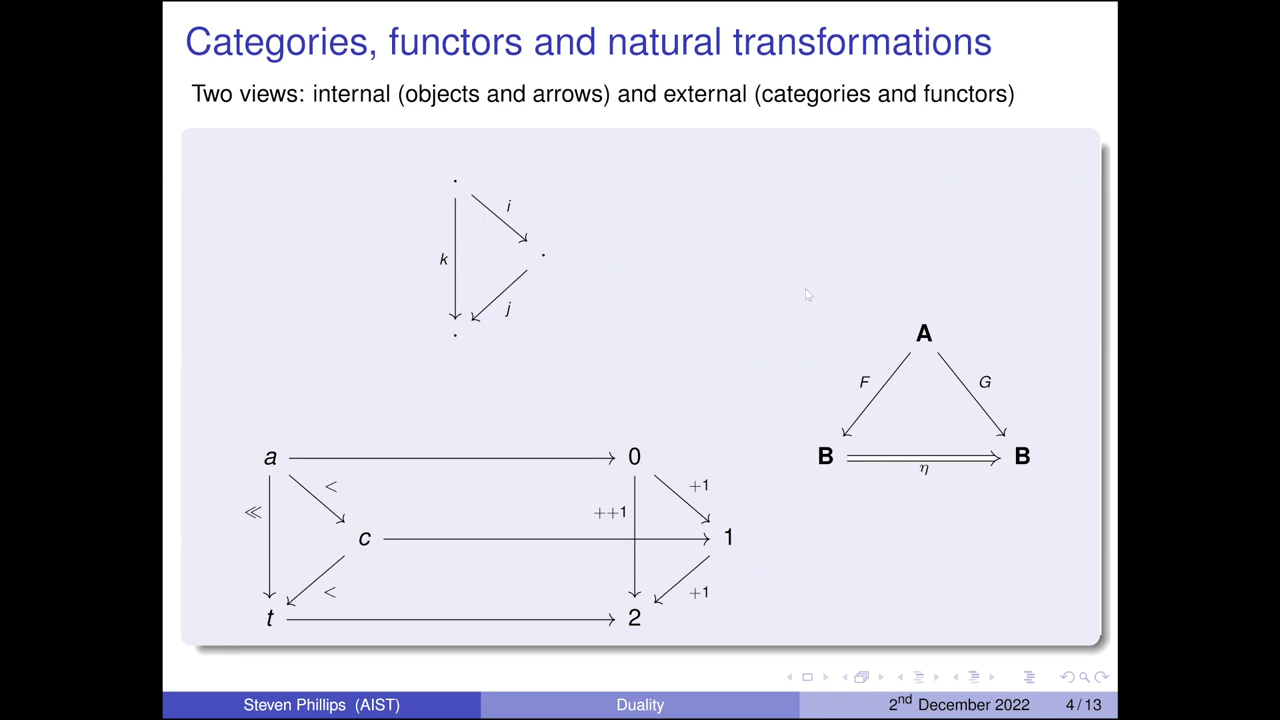 Categories, functors and natural transformations
Two views: internal (objects and arrows) and external (categories and functors)
i
k
j
A
F G
a 0 B η B
< +1
≪ ++1
c 1
< +1
t 2
Steven Phillips (AIST) Duality 2nd December 2022 4 / 13